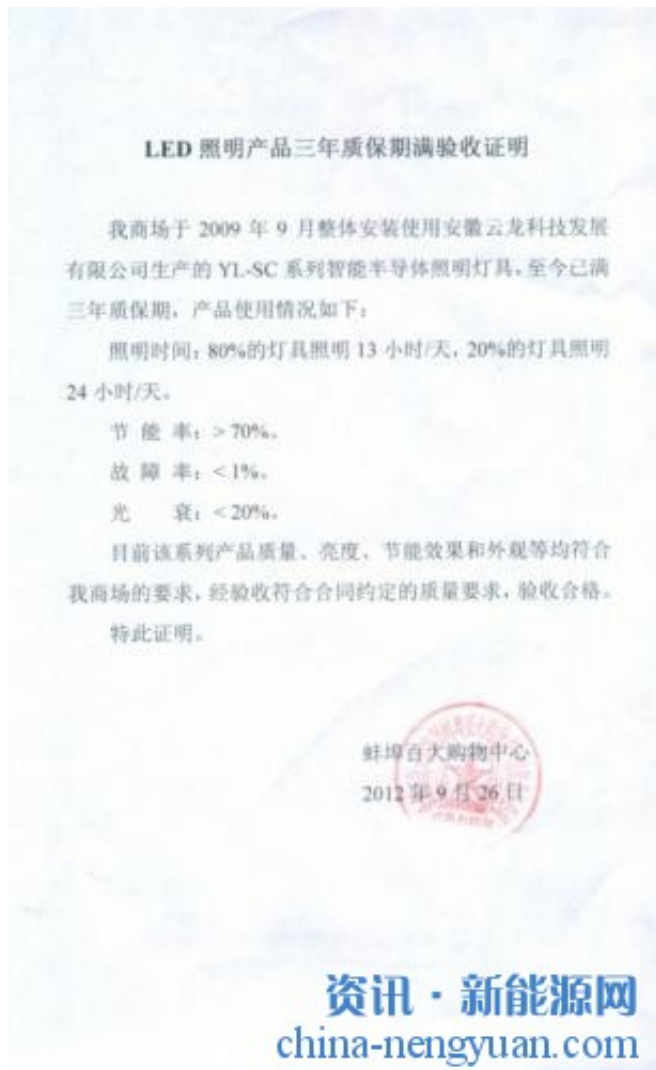 LED 照明产品三年质保期满验收证明
我商场于 2009 年 9 月整体安装使用安徽云龙科技发展
有限公司生产的 YL-SC 系列智能半导体照明灯具，至今已满
三年质保期，产品使用情况如下：
照明时间：80%的灯具照明 13 小时/天，20%的灯具照明
24 小时/天。
节 能 率：＞70%。
故 障 率：＜1%。
光 衰：＜20%。
目前该系列产品质量、亮度、节能效果和外观等均符合
我商场的要求，经验收符合合同约定的质量要求，验收合格。
特此证明。
蚌埠百大购物中心
2012 年 9 月 26 日
资讯·新能源网
china-nengyuan.com